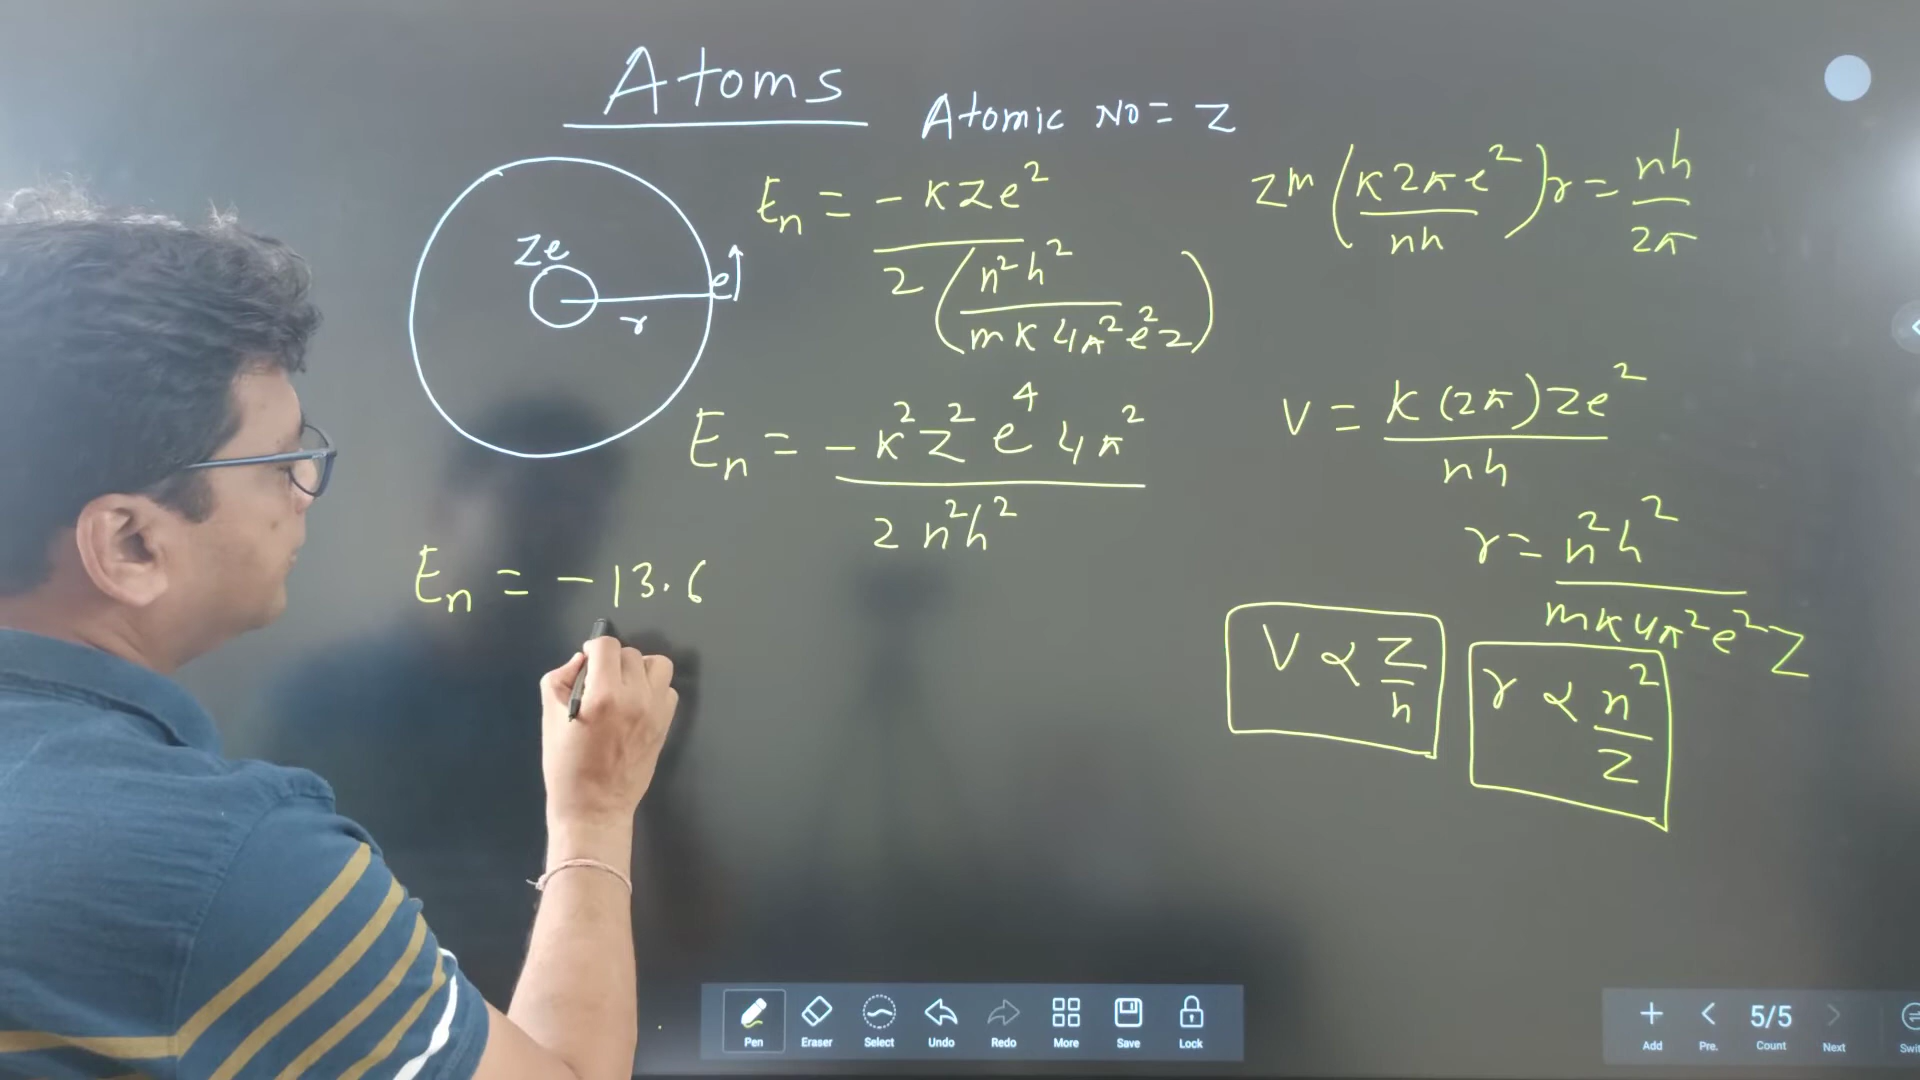 Atoms
Atomic No = Z
Ze
e
r
En = -KZe²
2 (n²h²
mK4π²e²z)
En = -K²Z²e⁴4π²
2n²h²
En = -13.6
Zm (K2πe²
nh) r = nh
2π
V = K(2π)Ze²
nh
r = n²h²
mK4π²e²Z
V ∝ Z
n
r ∝ n²
Z
Pen Eraser Select Undo Redo More Save Lock
5/5
Add Pre. Count Next